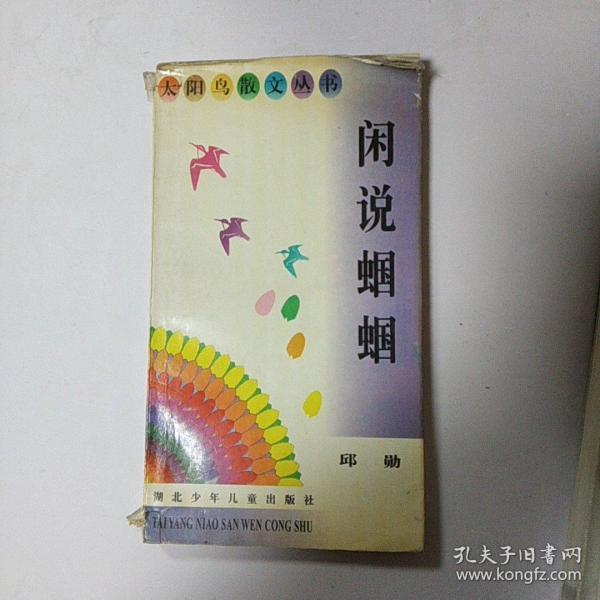 太阳鸟散文丛书
闲说蝈蝈
邱 勋
湖北少年儿童出版社
TAI YANG NIAO SAN WEN CONG SHU
孔夫子旧書网
www.kongfz.com